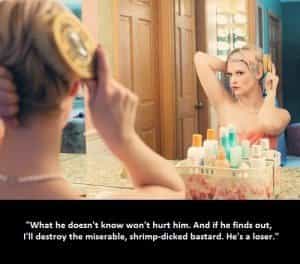 "What he doesn't know won't hurt him. And if he finds out,
I'll destroy the miserable, shrimp-dicked bastard. He's a loser."